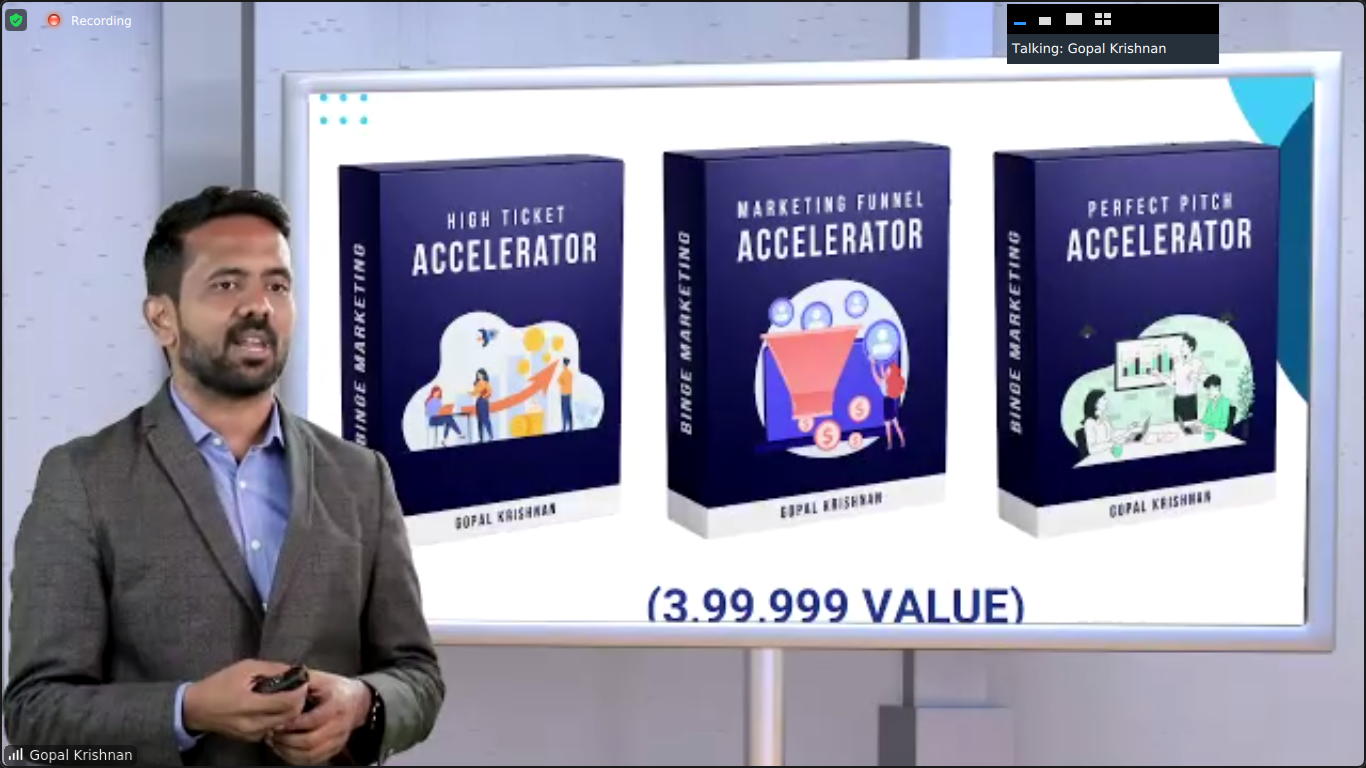 Recording
Talking: Gopal Krishnan
HIGH TICKET
ACCELERATOR
BINGE MARKETING
GOPAL KRISHNAN
MARKETING FUNNEL
ACCELERATOR
BINGE MARKETING
GOPAL KRISHNAN
PERFECT PITCH
ACCELERATOR
BINGE MARKETING
GOPAL KRISHNAN
(3,99,999 VALUE)
Gopal Krishnan